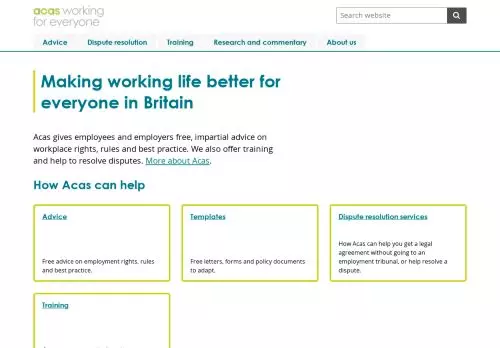 acas working
for everyone
Search website
Advice Dispute resolution Training Research and commentary About us
Making working life better for
everyone in Britain
Acas gives employees and employers free, impartial advice on
workplace rights, rules and best practice. We also offer training
and help to resolve disputes. More about Acas.
How Acas can help
Advice
Free advice on employment rights, rules
and best practice.
Templates
Free letters, forms and policy documents
to adapt.
Dispute resolution services
How Acas can help you get a legal
agreement without going to an
employment tribunal, or help resolve a
dispute.
Training